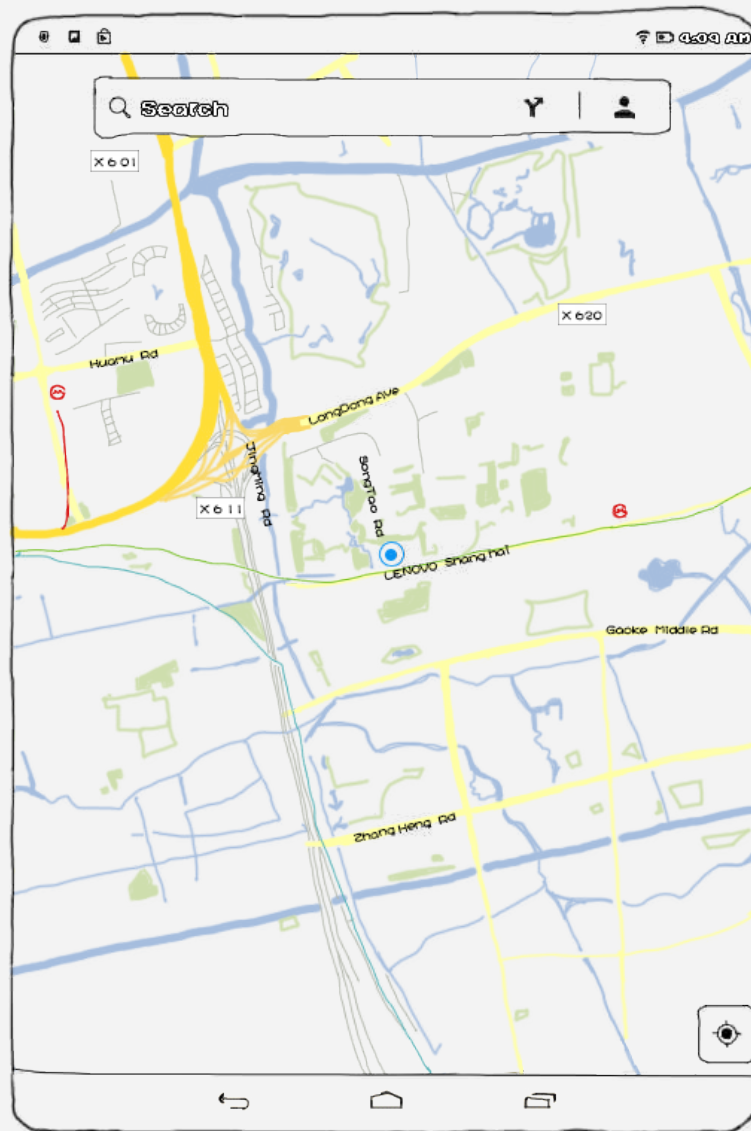 4:09 AM
Search
X601
X620
Huanu Rd
LongDong Ave
SongTao Rd
JingNing Rd
X611
LENOVO Shanghai
Gaoke Middle Rd
Zhang Heng Rd